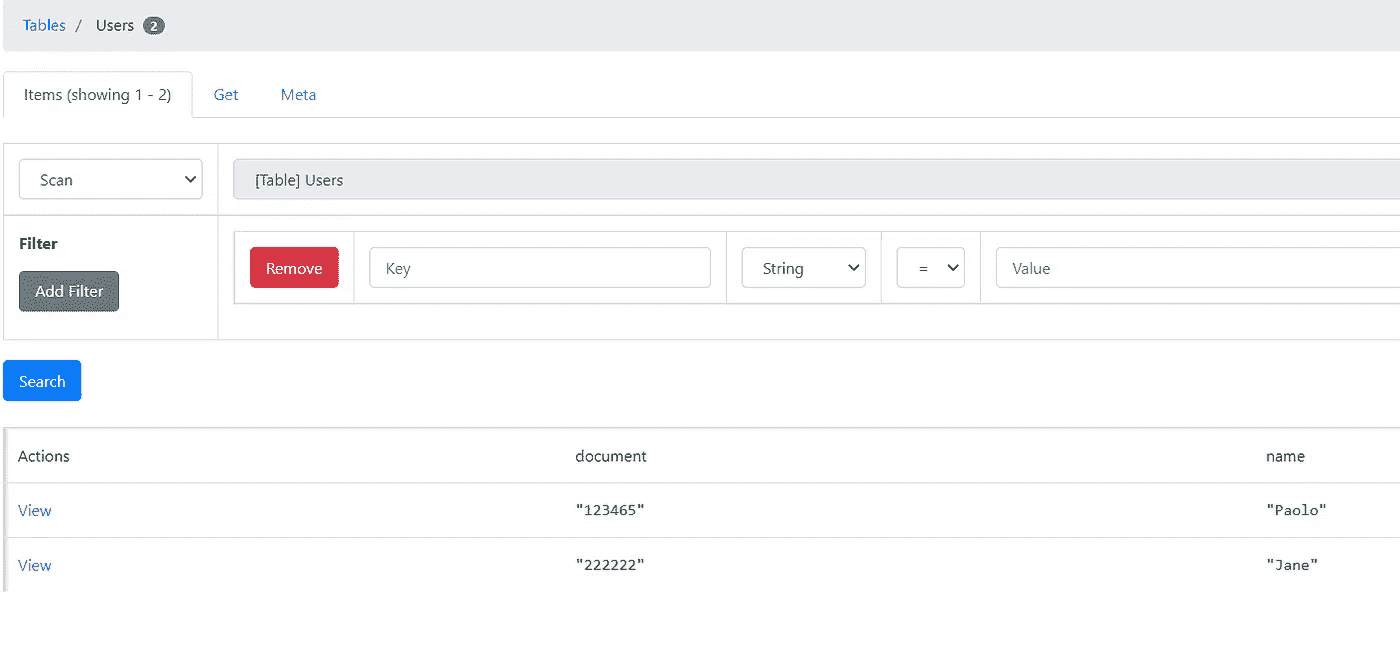 Tables / Users 2
Items (showing 1 - 2) Get Meta
Scan [Table] Users
Filter
Remove Key String = Value
Add Filter
Search
Actions document name
View "123465" "Paolo"
View "222222" "Jane"